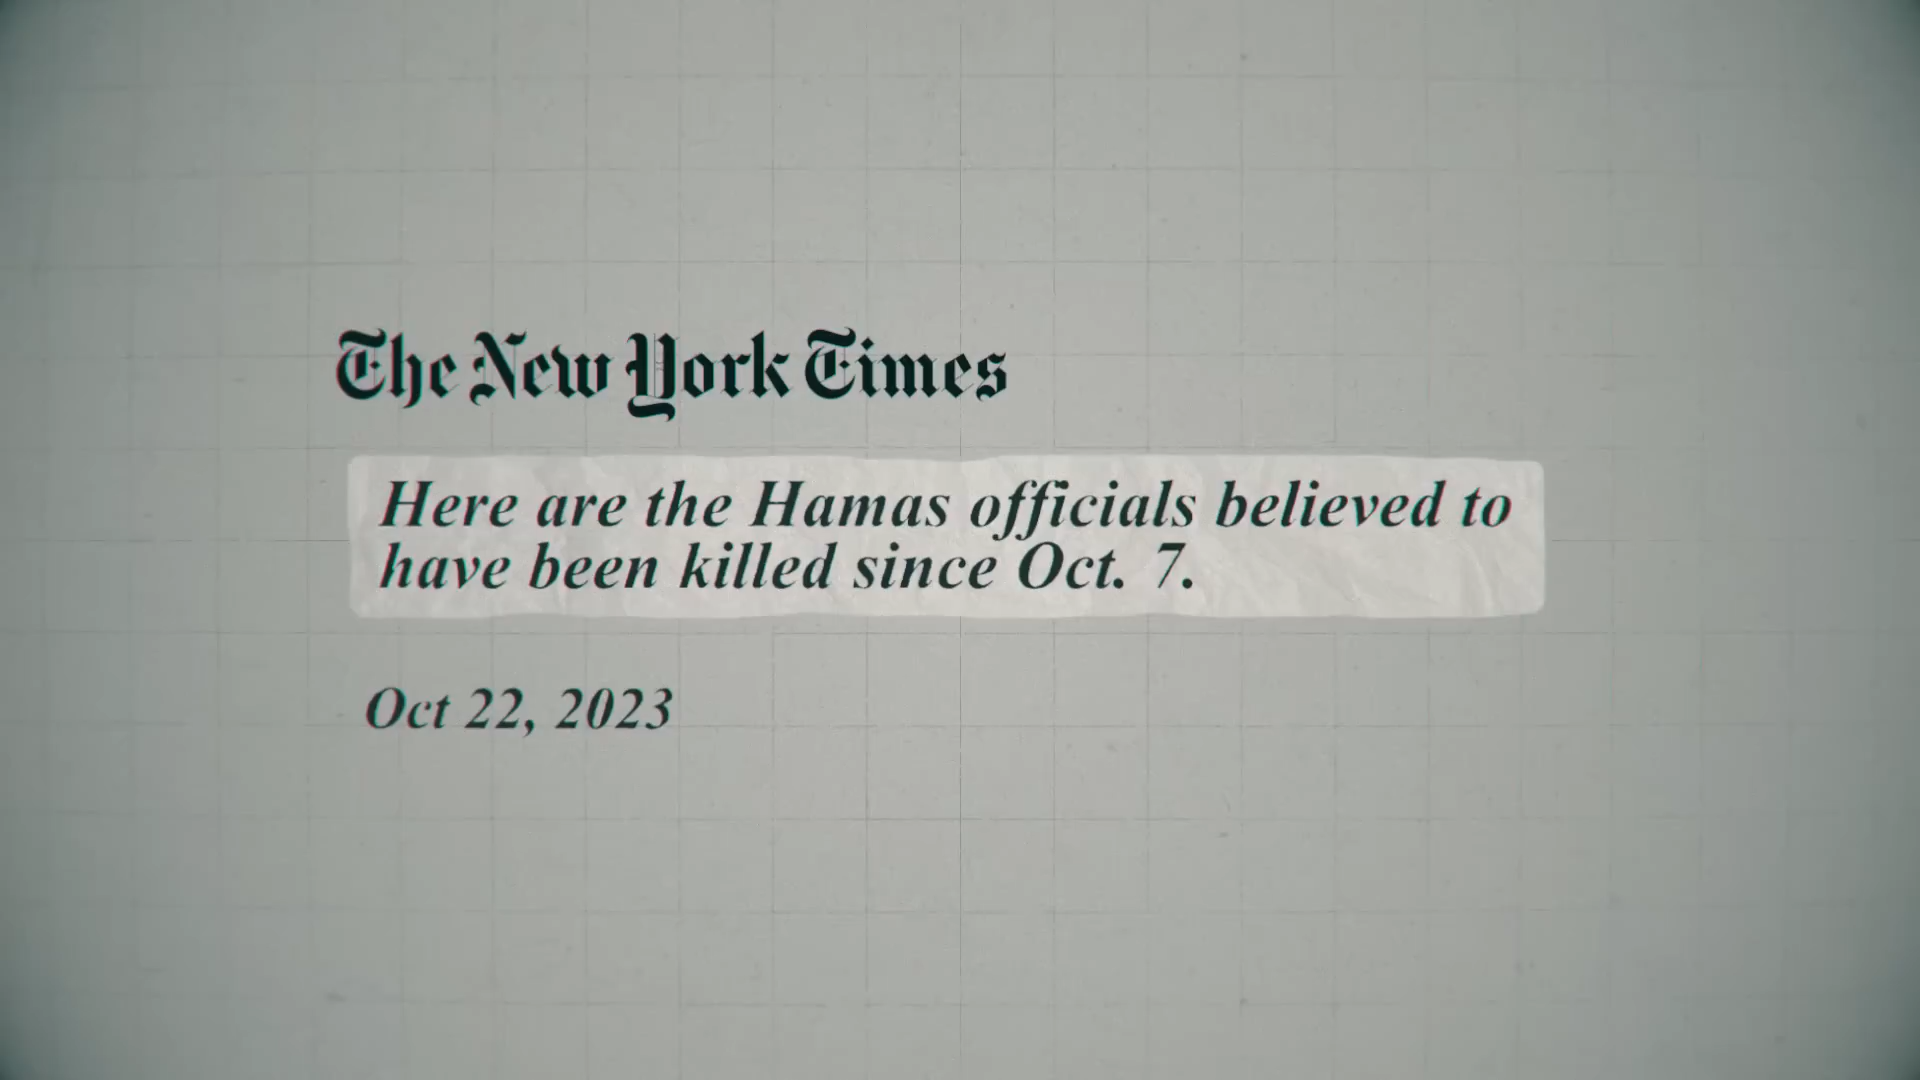 The New York Times
Here are the Hamas officials believed to
have been killed since Oct. 7.
Oct 22, 2023